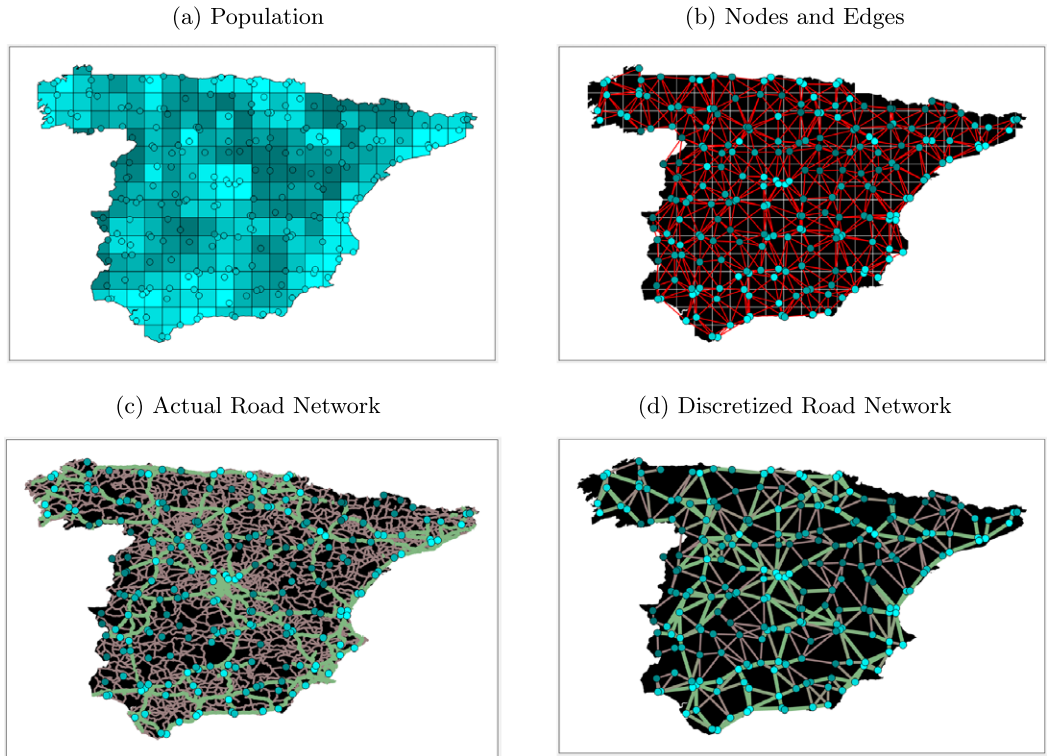 (a) Population
(b) Nodes and Edges
(c) Actual Road Network
(d) Discretized Road Network